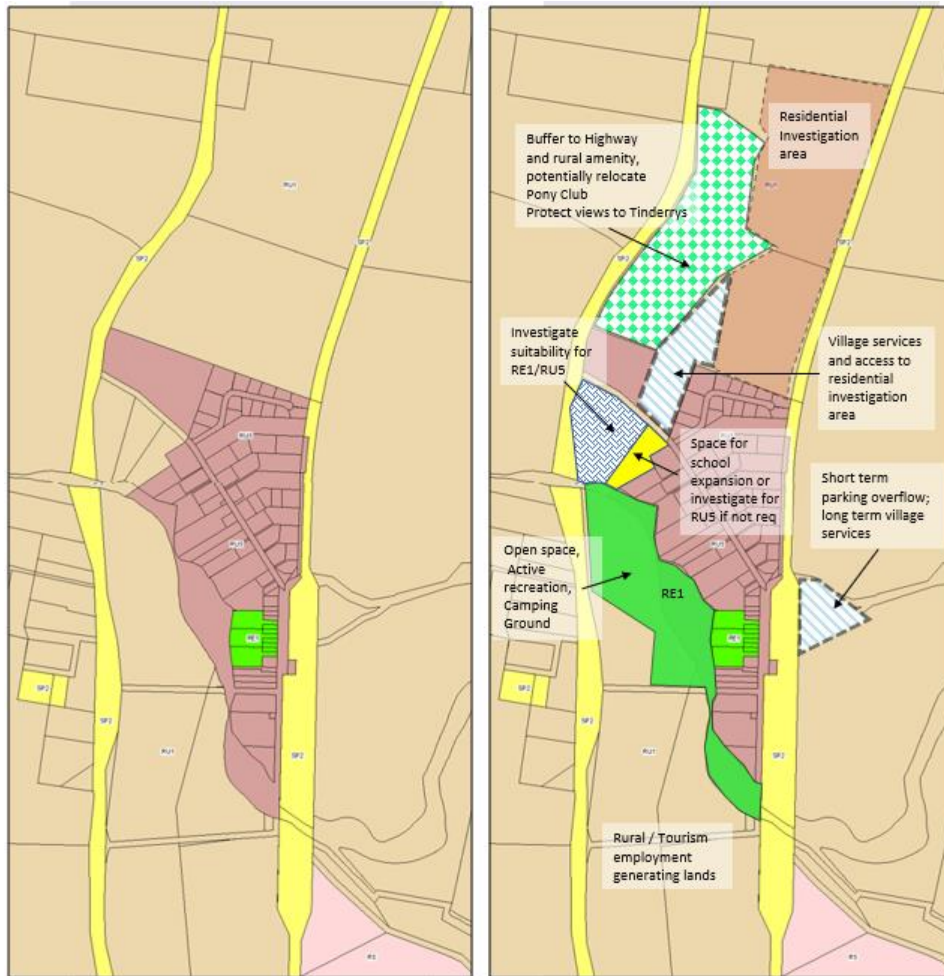 RU1
SP2
SP2
RU5
RU5
RE1
SP2
SP2
RU1
SP2
R5
Residential
Investigation
area
Buffer to Highway
and rural amenity,
potentially relocate
Pony Club
Protect views to Tinderrys
RU1
SP2
SP2
Investigate
suitability for
RE1/RU5
Village services
and access to
residential
investigation
area
Space for
school
expansion or
investigate for
RU5 if not req
Short term
parking overflow;
long term village
services
Open space,
Active
recreation,
Camping
Ground
RU5
RE1
RE1
SP2
SP2
RU1
SP2
Rural / Tourism
employment
generating lands
R5